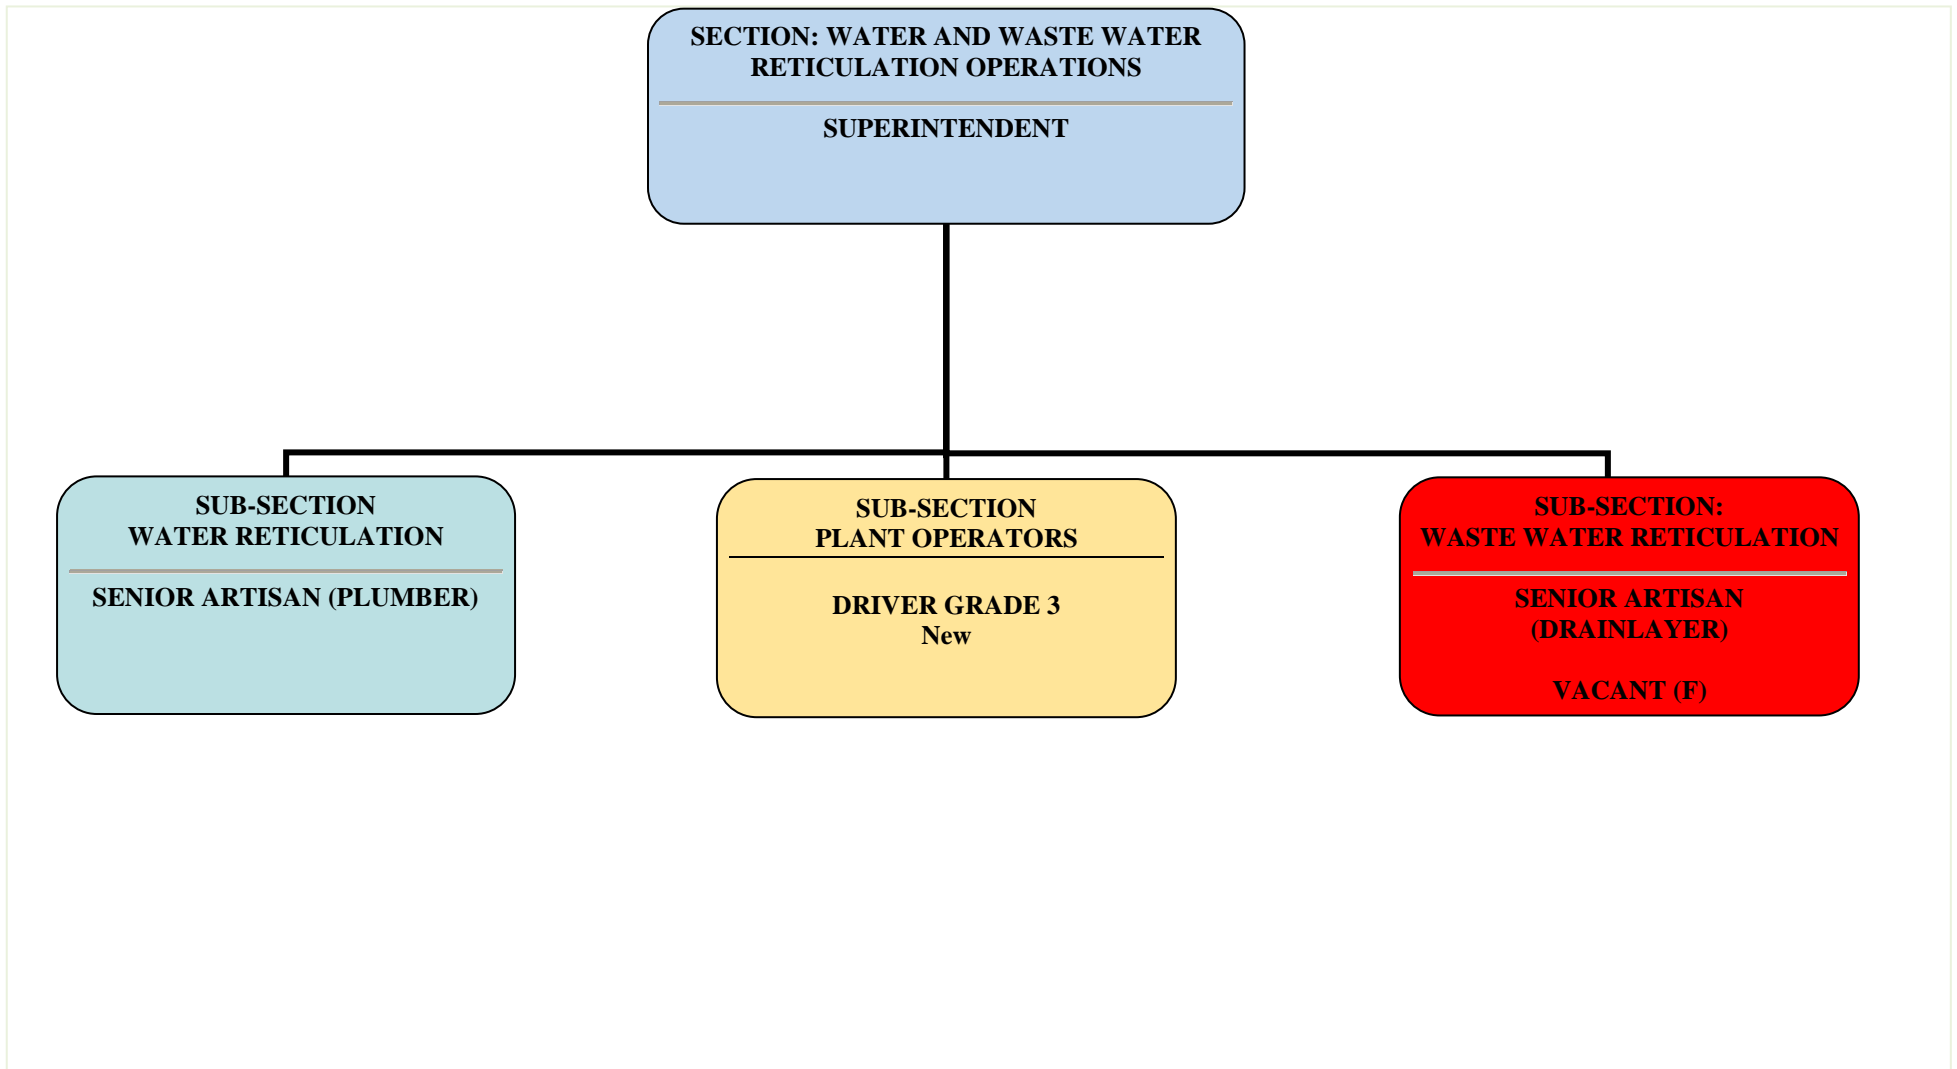 SECTION: WATER AND WASTE WATER
RETICULATION OPERATIONS
SUPERINTENDENT
SUB-SECTION
WATER RETICULATION
SENIOR ARTISAN (PLUMBER)
SUB-SECTION
PLANT OPERATORS
DRIVER GRADE 3
New
SUB-SECTION:
WASTE WATER RETICULATION
SENIOR ARTISAN
(DRAINLAYER)
VACANT (F)